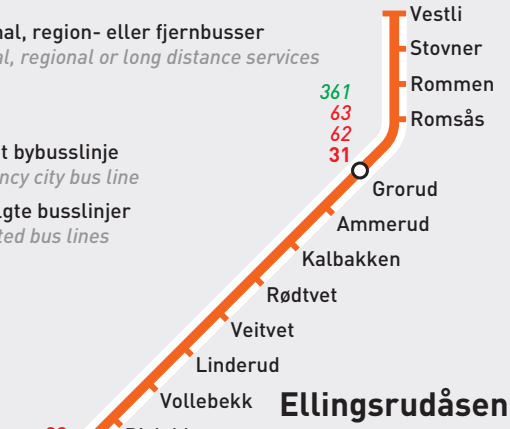 Vestli
nal, region- eller fjernbusser
Stovner
al, regional or long distance services
Rommen
361
63
Romsås
62
31
t bybusslinje
ncy city bus line
Grorud
lgte busslinjer
Ammerud
ted bus lines
Kalbakken
Rødtvet
Veitvet
Linderud
Vollebekk
Ellingsrudåsen